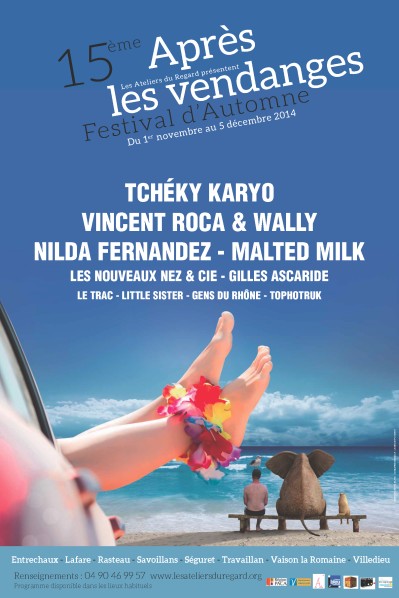 15ème Après
Les Ateliers du Regard présentent
les vendanges
Festival d'Automne
Du 1er novembre au 5 décembre 2014
TCHÉKY KARYO
VINCENT ROCA & WALLY
NILDA FERNANDEZ - MALTED MILK
LES NOUVEAUX NEZ & CIE - GILLES ASCARIDE
LE TRAC - LITTLE SISTER - GENS DU RHÔNE - TOPHOTRUK
Entrechaux - Lafare - Rasteau - Savoillans - Séguret - Travaillan - Vaison la Romaine - Villedieu
Renseignements : 04 90 46 99 57 www.lesateliersduregard.org
Programme disponible dans les lieux habituels